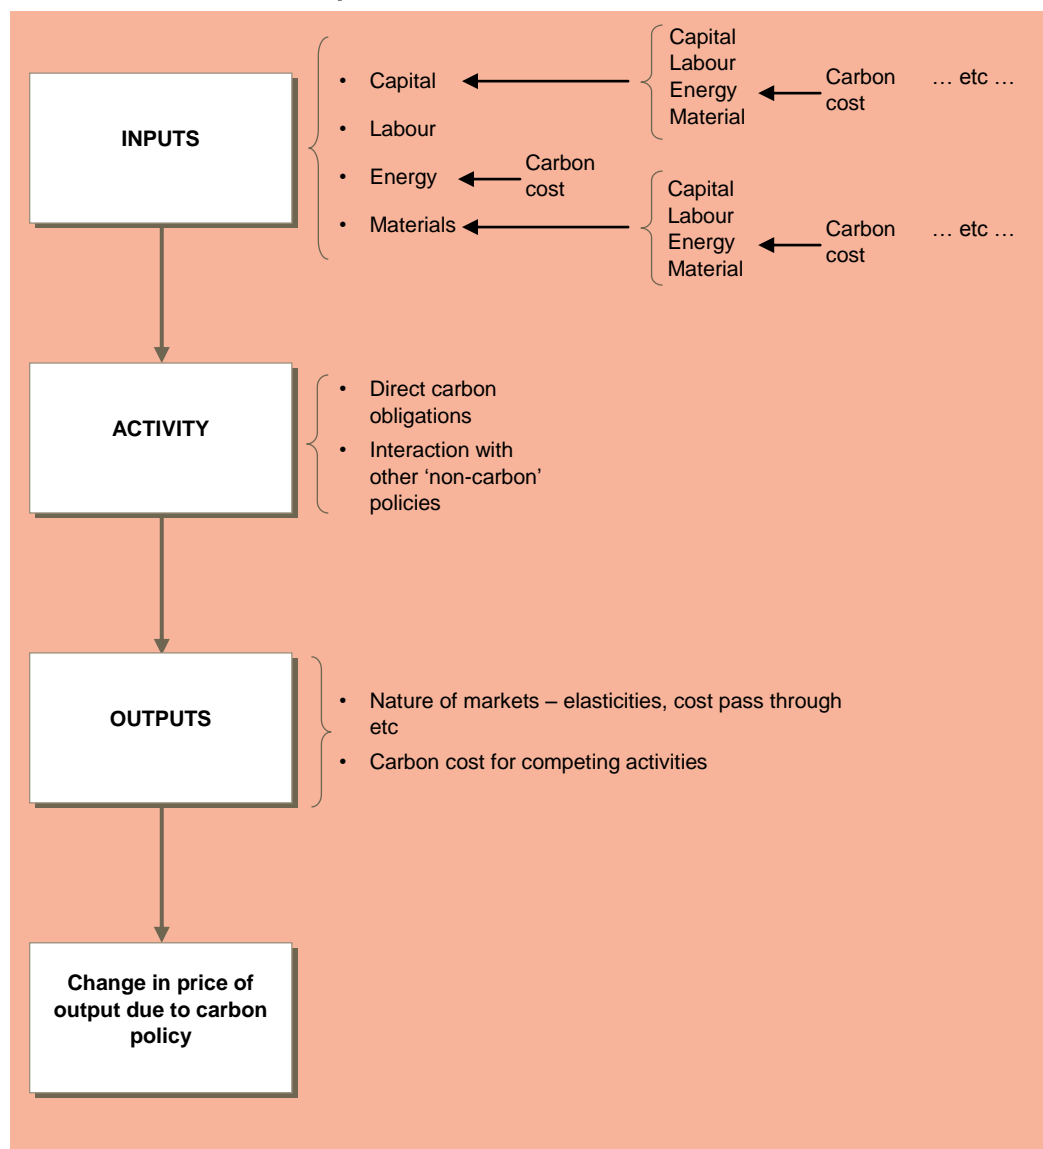 INPUTS
• Capital
• Labour
• Energy
• Materials
Carbon
cost
Capital
Labour
Energy
Material
Carbon
cost
… etc …
Capital
Labour
Energy
Material
Carbon
cost
… etc …
ACTIVITY
• Direct carbon
obligations
• Interaction with
other ‘non-carbon’
policies
OUTPUTS
• Nature of markets – elasticities, cost pass through
etc
• Carbon cost for competing activities
Change in price of
output due to carbon
policy